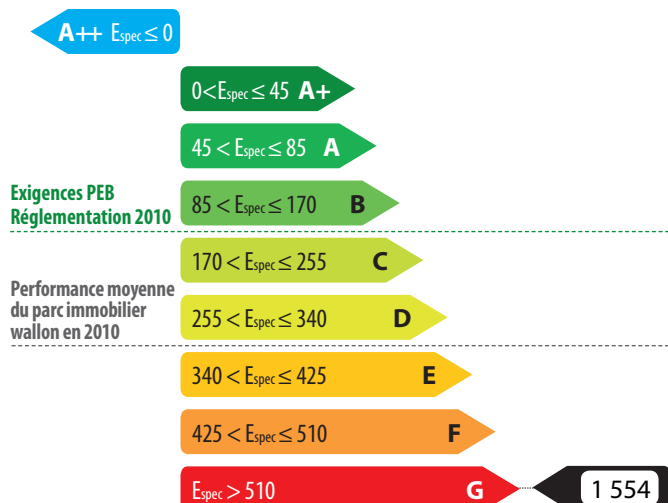 A++ Espec ≤ 0
0<Espec ≤ 45 A+
45 < Espec ≤ 85 A
Exigences PEB
Réglementation 2010
85 < Espec ≤ 170 B
170 < Espec ≤ 255 C
Performance moyenne
du parc immobilier
wallon en 2010
255 < Espec ≤ 340 D
340 < Espec ≤ 425 E
425 < Espec ≤ 510 F
Espec > 510 G
1 554